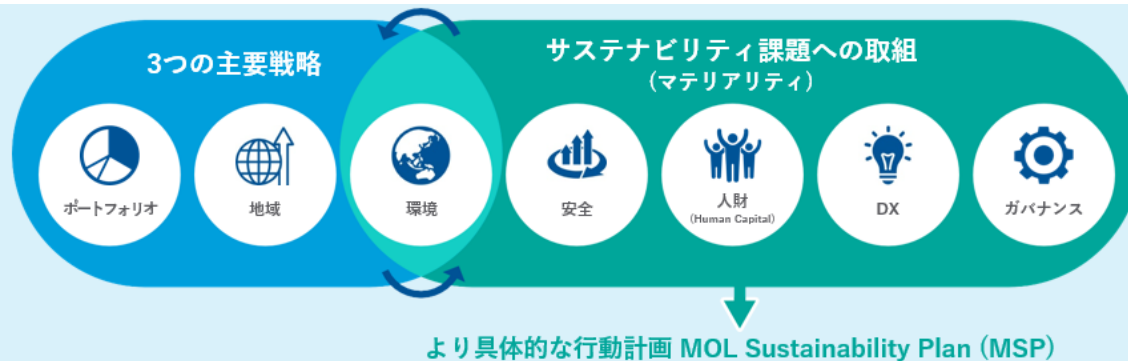 3つの主要戦略
サステナビリティ課題への取組
(マテリアリティ)
ポートフォリオ
地域
環境
安全
人財
(Human Capital)
DX
ガバナンス
より具体的な行動計画 MOL Sustainability Plan (MSP)